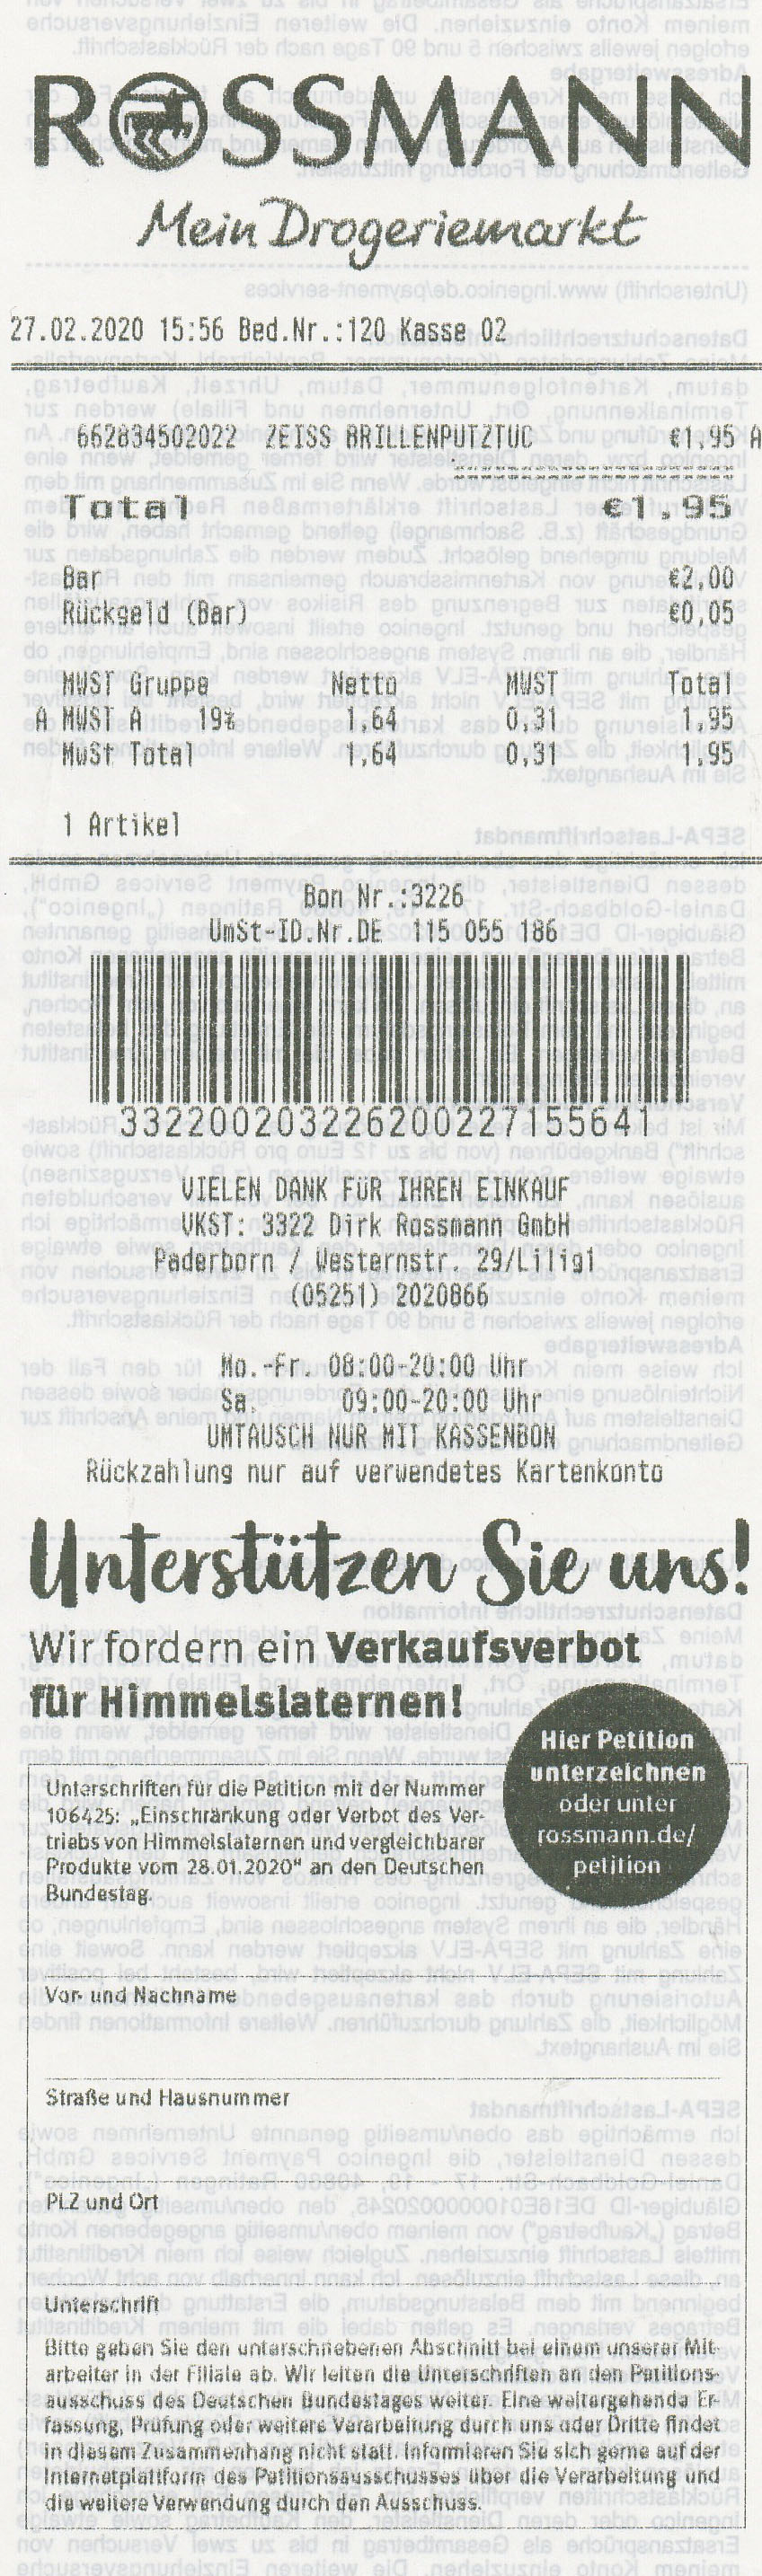 ROSSMANN
Mein Drogeriemarkt
27.02.2020 15:56 Bed.Nr.:120 Kasse 02
662834502022 ZEISS BRILLENPUTZTUC €1,95 A
Total €1,95
Bar €2,00
Rückgeld (Bar) €0,05
MWST Gruppe Netto MWST Total
A MWST A 19% 1,64 0,31 1,95
MwSt Total 1,64 0,31 1,95
1 Artikel
Bon Nr.:3226
UmSt-ID.Nr.DE 115 055 186
3322002032262002271​5564
VIELEN DANK FÜR IHREN EINKAUF
VKST: 3322 Dirk Rossmann GmbH
Paderborn / Westernstr. 29/Liligi
(05251) 2020866
Mo.-Fr. 08:00-20:00 Uhr
Sa. 09:00-20:00 Uhr
UMTAUSCH NUR MIT KASSENBON
Rückzahlung nur auf verwendetes Kartenkonto
Unterstützen Sie uns!
Wir fordern ein Verkaufsverbot
für Himmelslaternen!
Hier Petition
unterzeichnen
oder unter
rossmann.de/
petition
Unterschriften für die Petition mit der Nummer
106425: „Einschränkung oder Verbot des Ver-
triebs von Himmelslaternen und vergleichbarer
Produkte vom 28.01.2020“ an den Deutschen
Bundestag.
Vor- und Nachname
Straße und Hausnummer
PLZ und Ort
Unterschrift
Bitte geben Sie den unterschriebenen Abschnitt bei einem unserer Mit-
arbeiter in der Filiale ab. Wir leiten die Unterschriften an den Petitions-
ausschuss des Deutschen Bundestages weiter. Eine weitergehende Er-
fassung, Prüfung oder weitere Verarbeitung durch uns oder Dritte findet
in diesem Zusammenhang nicht statt. Informieren Sie sich gerne auf der
Internetplattform des Petitionsausschusses über die Verarbeitung und
die weitere Verwendung durch den Ausschuss.